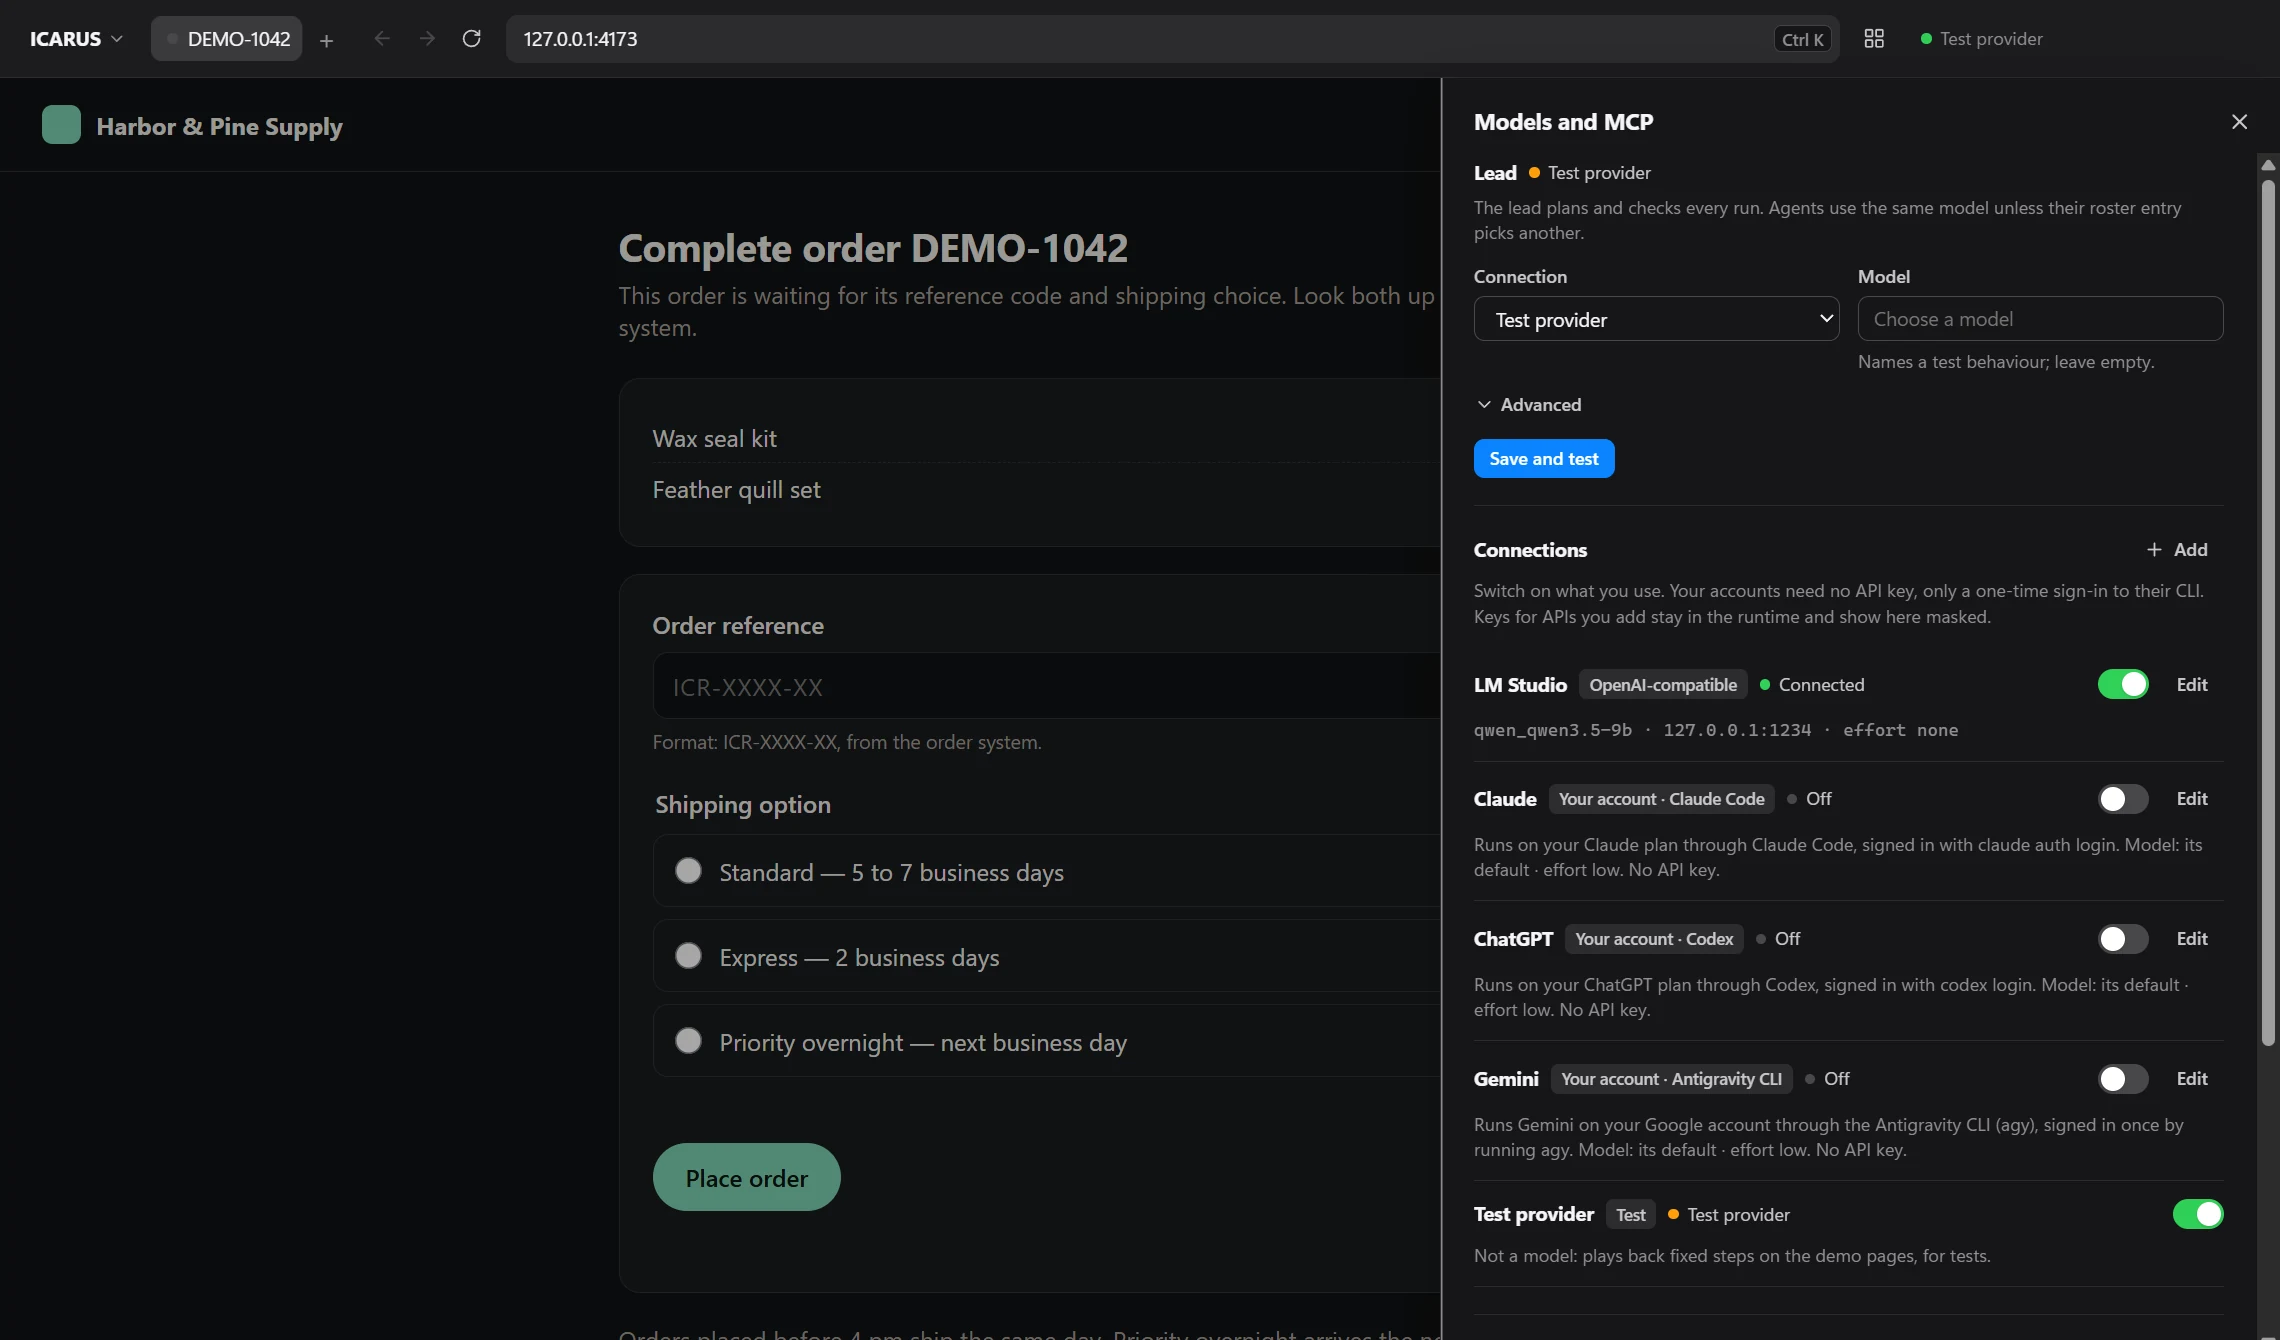 ICARUS
DEMO-1042
127.0.0.1:4173
Ctrl K
Test provider
Harbor & Pine Supply
Complete order DEMO-1042
This order is waiting for its reference code and shipping choice. Look both up
system.
Wax seal kit
Feather quill set
Order reference
ICR-XXXX-XX
Format: ICR-XXXX-XX, from the order system.
Shipping option
Standard — 5 to 7 business days
Express — 2 business days
Priority overnight — next business day
Place order
Orders placed before 4 pm ship the same day. Priority overnight arrives the
Models and MCP
Lead Test provider
The lead plans and checks every run. Agents use the same model unless their roster entry
picks another.
Connection
Model
Test provider
Choose a model
Names a test behaviour; leave empty.
Advanced
Save and test
Connections
Add
Switch on what you use. Your accounts need no API key, only a one-time sign-in to their CLI.
Keys for APIs you add stay in the runtime and show here masked.
LM Studio OpenAI-compatible Connected Edit
qwen_qwen3.5-9b · 127.0.0.1:1234 · effort none
Claude Your account · Claude Code Off Edit
Runs on your Claude plan through Claude Code, signed in with claude auth login. Model: its
default · effort low. No API key.
ChatGPT Your account · Codex Off Edit
Runs on your ChatGPT plan through Codex, signed in with codex login. Model: its default ·
effort low. No API key.
Gemini Your account · Antigravity CLI Off Edit
Runs Gemini on your Google account through the Antigravity CLI (agy), signed in once by
running agy. Model: its default · effort low. No API key.
Test provider Test Test provider
Not a model: plays back fixed steps on the demo pages, for tests.